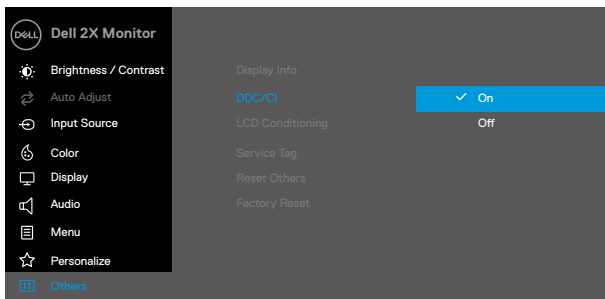 DELL
Dell 2X Monitor
Brightness / Contrast
Auto Adjust
Input Source
Color
Display
Audio
Menu
Personalize
Others
Display Info
DDC/CI
LCD Conditioning
Service Tag
Reset Others
Factory Reset
On
Off